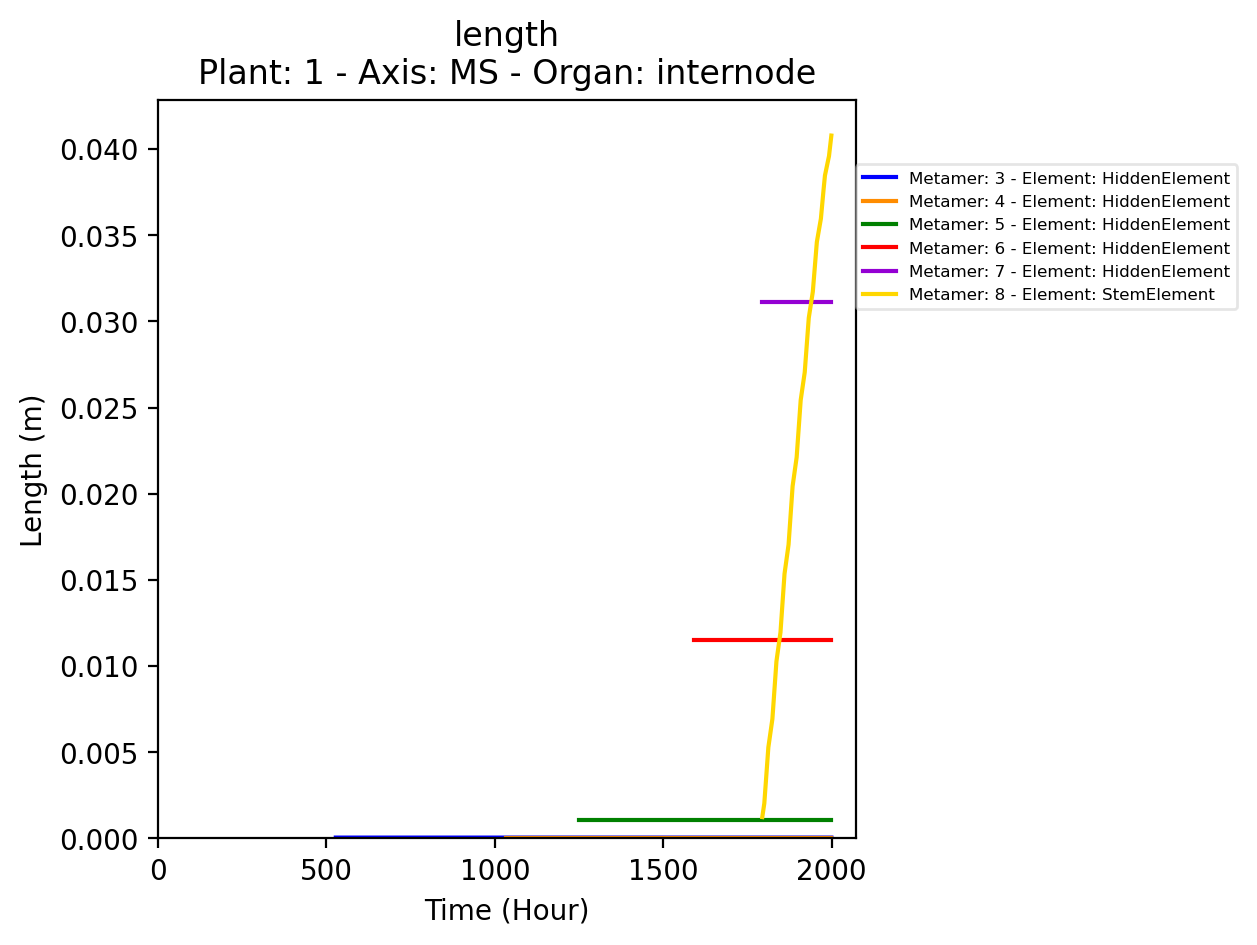 length
Plant: 1 - Axis: MS - Organ: internode
0.040
0.035
0.030
0.025
0.020
0.015
0.010
0.005
0.000
Length (m)
0 500 1000 1500 2000
Time (Hour)
Metamer: 3 - Element: HiddenElement
Metamer: 4 - Element: HiddenElement
Metamer: 5 - Element: HiddenElement
Metamer: 6 - Element: HiddenElement
Metamer: 7 - Element: HiddenElement
Metamer: 8 - Element: StemElement